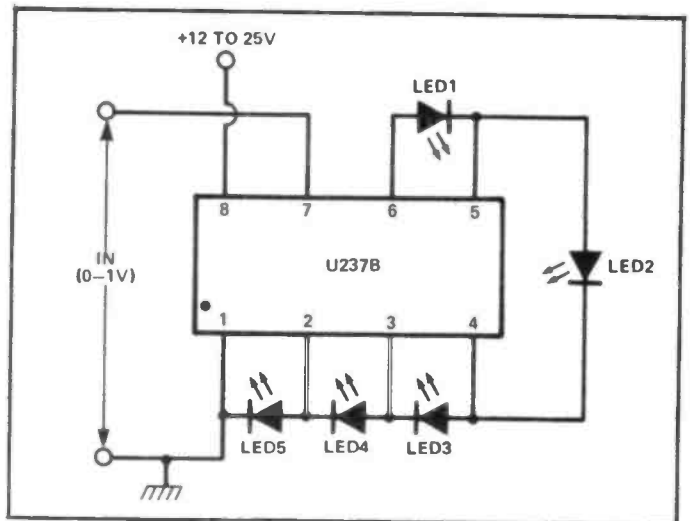 +12 TO 25V
LED1
8
7
6
5
IN
(0–1V)
U237B
LED2
1
2
3
4
LED5
LED4
LED3